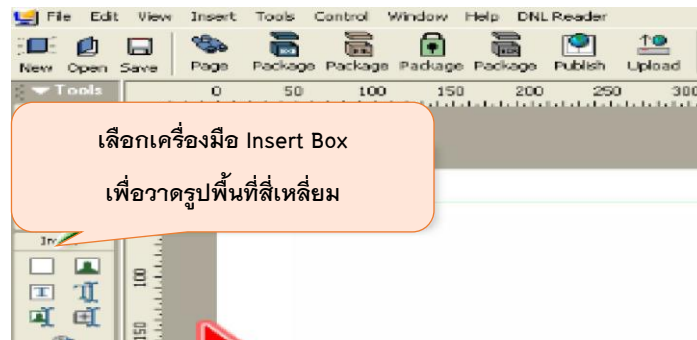 File Edit View Insert Tools Control Window Help DNL Reader
New Open Save Page Package Package Package Package Publish Upload
Tools
0 50 100 150 200 250 300
เลือกเครื่องมือ Insert Box
เพื่อวาดรูปพื้นที่สี่เหลี่ยม
100
150